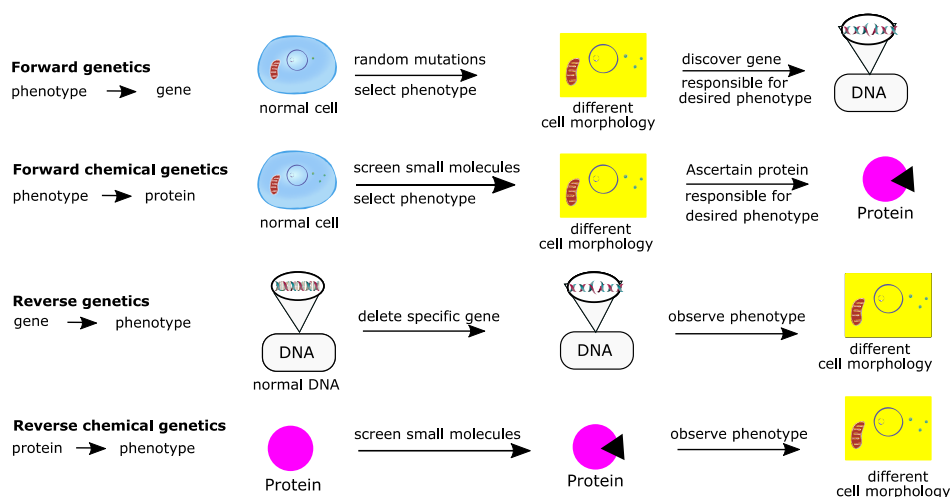 Forward genetics
phenotype gene
normal cell
random mutations
select phenotype
different
cell morphology
discover gene
responsible for
desired phenotype
DNA
Forward chemical genetics
phenotype protein
normal cell
screen small molecules
select phenotype
different
cell morphology
Ascertain protein
responsible for
desired phenotype
Protein
Reverse genetics
gene phenotype
DNA
normal DNA
delete specific gene
DNA
observe phenotype
different
cell morphology
Reverse chemical genetics
protein phenotype
Protein
screen small molecules
Protein
observe phenotype
different
cell morphology